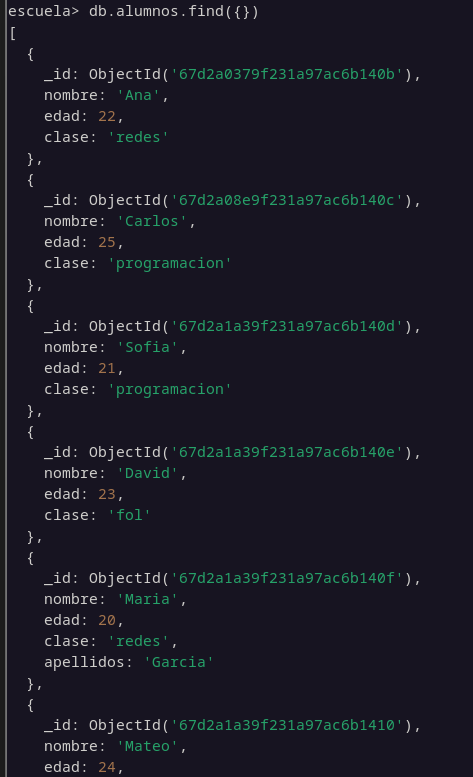 escuela> db.alumnos.find({})
[
  {
    _id: ObjectId('67d2a0379f231a97ac6b140b'),
    nombre: 'Ana',
    edad: 22,
    clase: 'redes'
  },
  {
    _id: ObjectId('67d2a08e9f231a97ac6b140c'),
    nombre: 'Carlos',
    edad: 25,
    clase: 'programacion'
  },
  {
    _id: ObjectId('67d2a1a39f231a97ac6b140d'),
    nombre: 'Sofia',
    edad: 21,
    clase: 'programacion'
  },
  {
    _id: ObjectId('67d2a1a39f231a97ac6b140e'),
    nombre: 'David',
    edad: 23,
    clase: 'fol'
  },
  {
    _id: ObjectId('67d2a1a39f231a97ac6b140f'),
    nombre: 'Maria',
    edad: 20,
    clase: 'redes',
    apellidos: 'Garcia'
  },
  {
    _id: ObjectId('67d2a1a39f231a97ac6b1410'),
    nombre: 'Mateo',
    edad: 24,